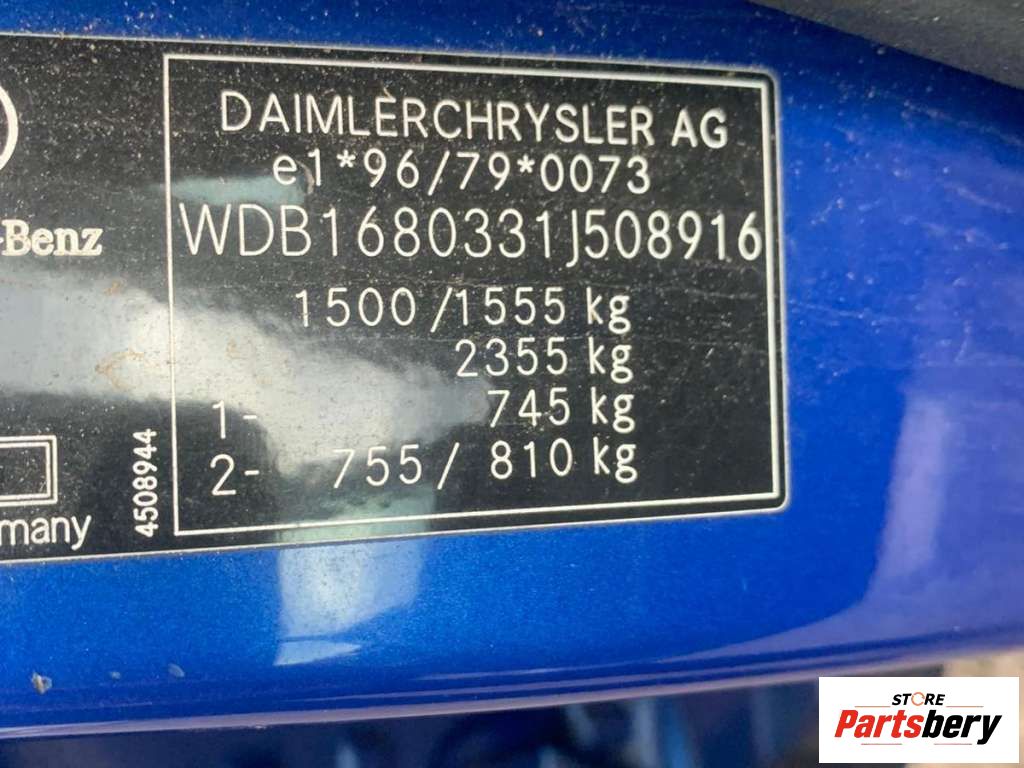 DAIMLERCHRYSLER AG
e1*96/79*0073
WDB1680331J508916
-Benz
1500/1555 kg
2355 kg
1- 745 kg
2- 755/ 810 kg
4508944
many
STORE
Partsbery